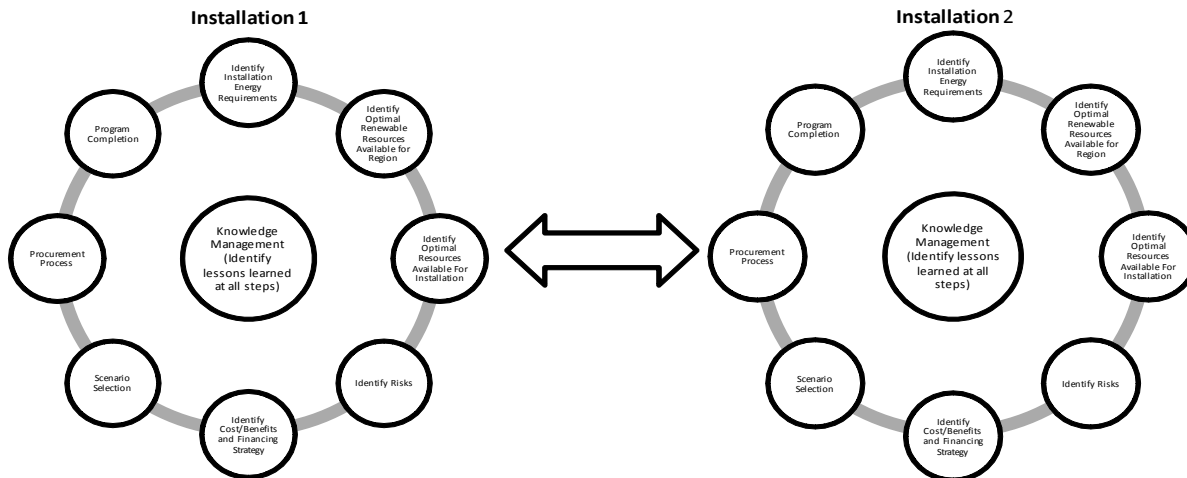 Installation 1
Identify
Installation
Energy
Requirements
Identify
Optimal
Renewable
Resources
Available for
Region
Identify
Optimal
Resources
Available For
Installation
Identify Risks
Identify
Cost/Benefits
and Financing
Strategy
Scenario
Selection
Procurement
Process
Program
Completion
Knowledge
Management
(Identify
lessons learned
at all steps)
Installation 2
Identify
Installation
Energy
Requirements
Identify
Optimal
Renewable
Resources
Available for
Region
Identify
Optimal
Resources
Available For
Installation
Identify Risks
Identify
Cost/Benefits
and Financing
Strategy
Scenario
Selection
Procurement
Process
Program
Completion
Knowledge
Management
(Identify lessons
learned at all
steps)